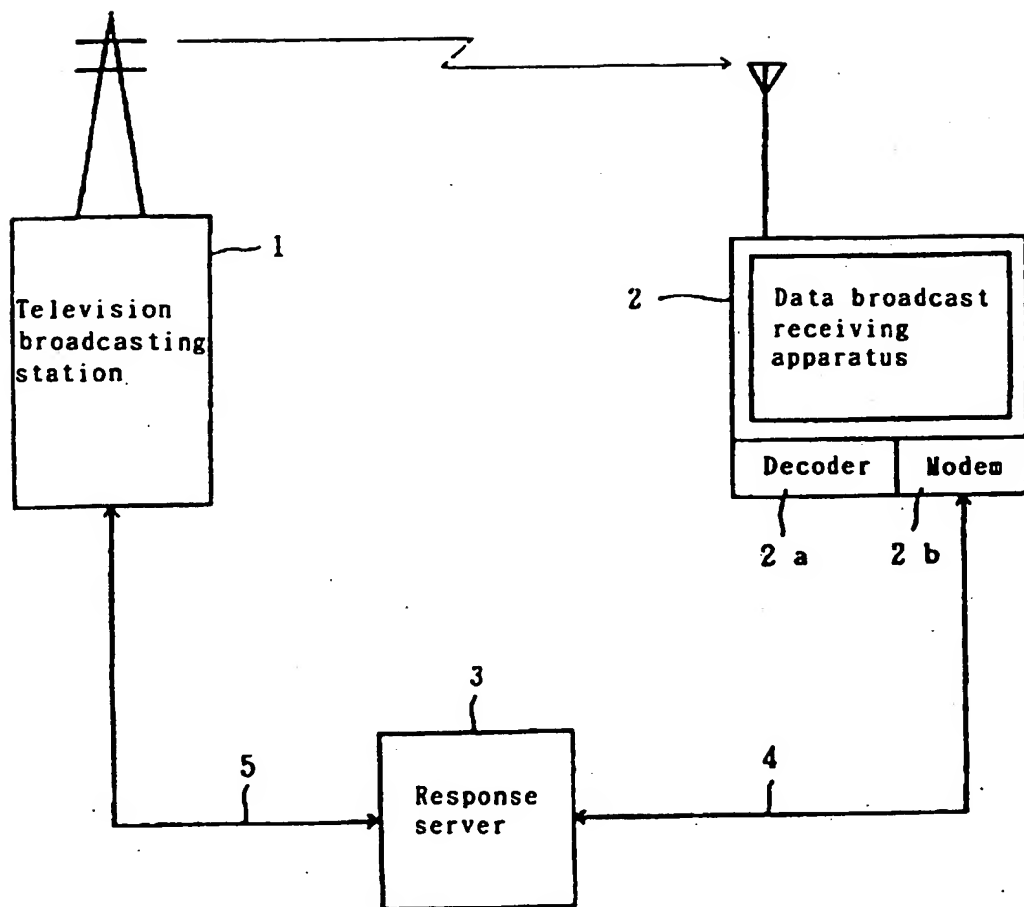 1
Television
broadcasting
station
2
Data broadcast
receiving
apparatus
Decoder
Modem
2 a
2 b
3
5
4
Response
server